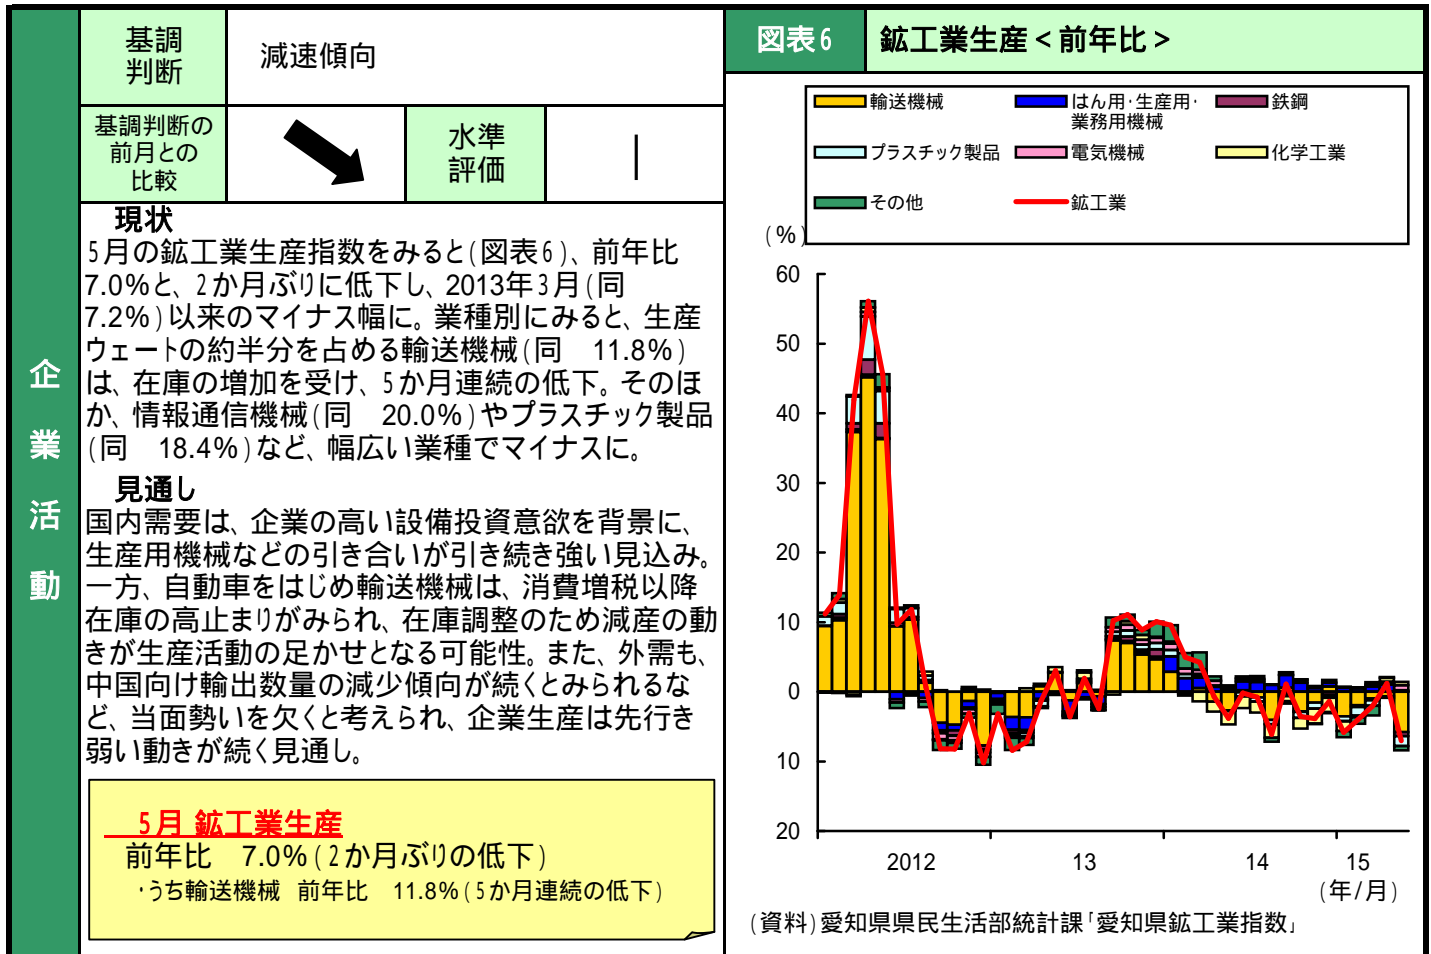 企業活動
基調
判断
減速傾向
基調判断の
前月との
比較
水準
評価
|
現状
5月の鉱工業生産指数をみると(図表6)、前年比
7.0%と、2か月ぶりに低下し、2013年3月(同
7.2%)以来のマイナス幅に。業種別にみると、生産
ウェートの約半分を占める輸送機械(同　11.8%)
は、在庫の増加を受け、5か月連続の低下。そのほ
か、情報通信機械(同　20.0%)やプラスチック製品
(同　18.4%)など、幅広い業種でマイナスに。
見通し
国内需要は、企業の高い設備投資意欲を背景に、
生産用機械などの引き合いが引き続き強い見込み。
一方、自動車をはじめ輸送機械は、消費増税以降
在庫の高止まりがみられ、在庫調整のため減産の動
きが生産活動の足かせとなる可能性。また、外需も、
中国向け輸出数量の減少傾向が続くとみられるな
ど、当面勢いを欠くと考えられ、企業生産は先行き
弱い動きが続く見通し。
5月 鉱工業生産
前年比　7.0%(2か月ぶりの低下)
・うち輸送機械 前年比　11.8%(5か月連続の低下)
図表6
鉱工業生産<前年比>
輸送機械
はん用・生産用・
業務用機械
鉄鋼
プラスチック製品
電気機械
化学工業
その他
鉱工業
(%)
60
50
40
30
20
10
0
10
20
2012
13
14
15
(年/月)
(資料)愛知県県民生活部統計課「愛知県鉱工業指数」